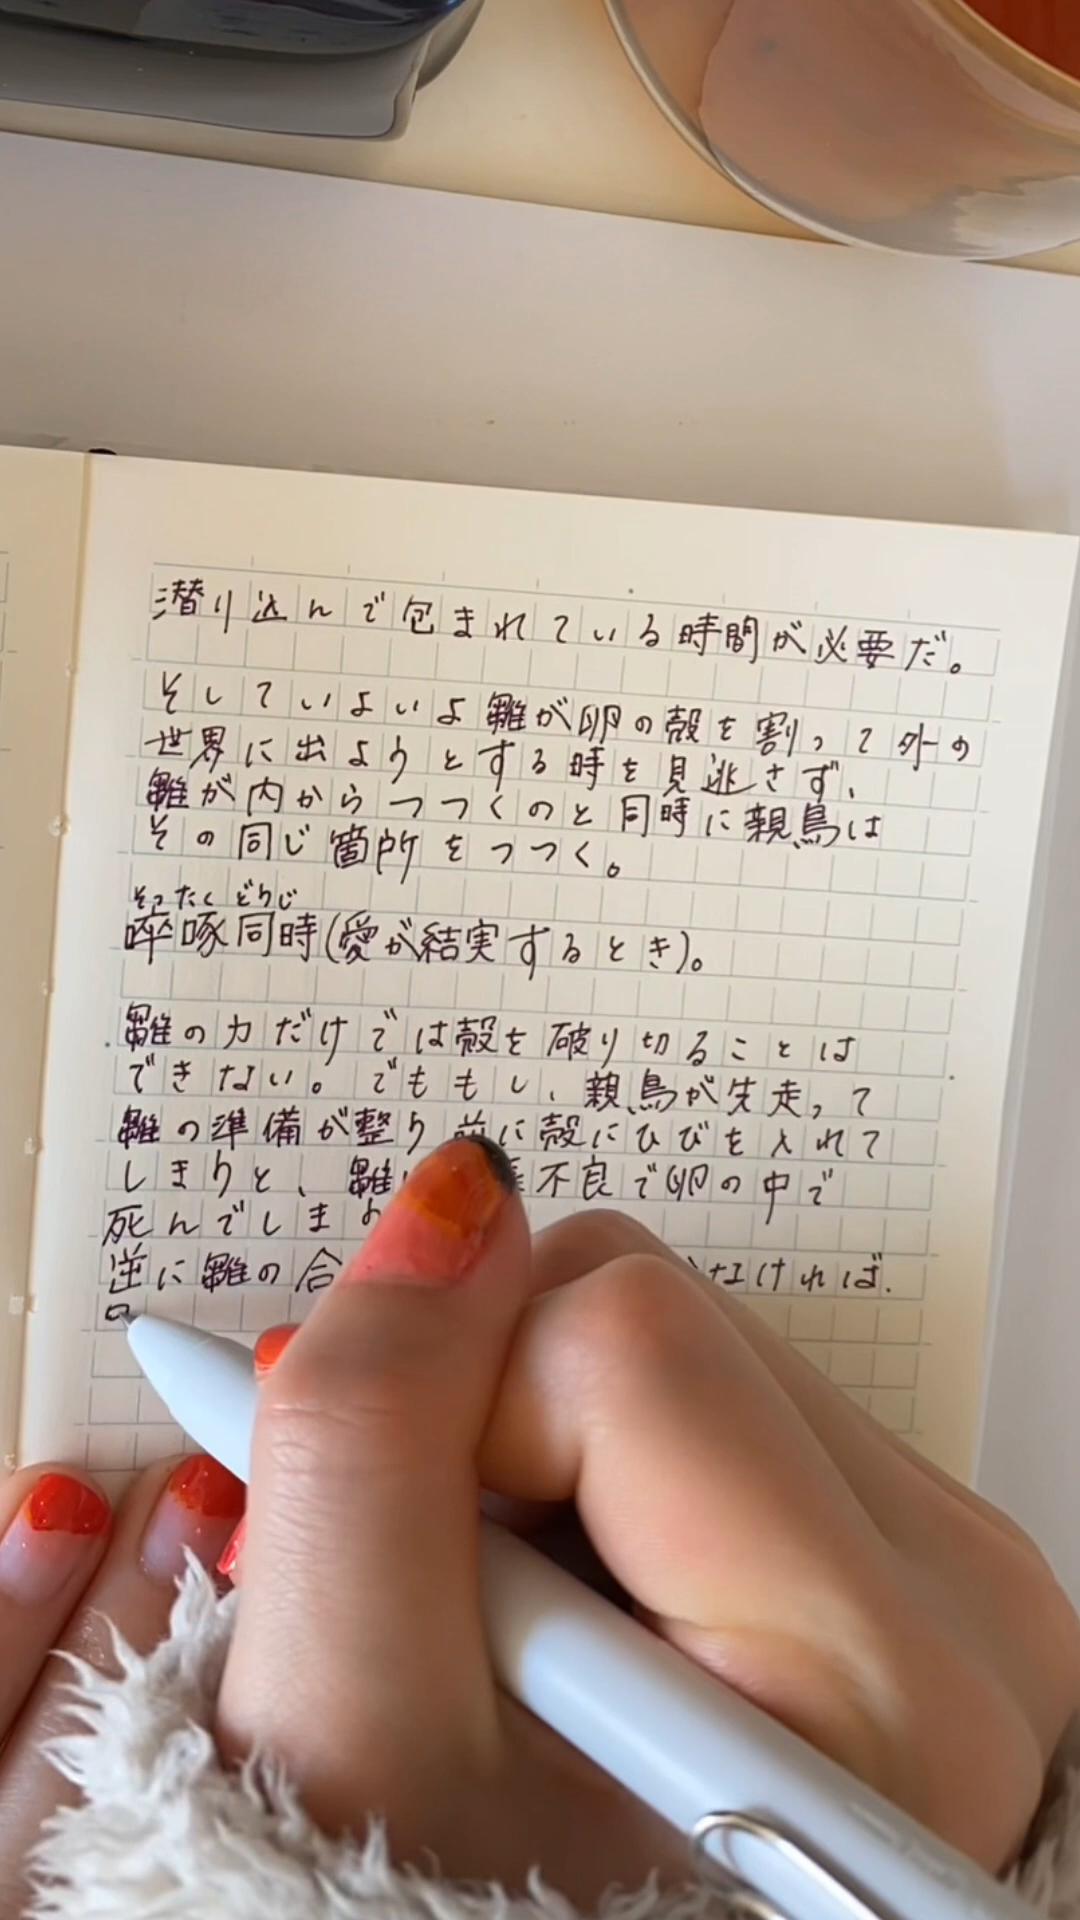 潜り込んで包まれている時間が必要だ。
そしていよいよ雛が卵の殻を割って外の
世界に出ようとする時を見逃さず、
雛が内からつつくのと同時に親鳥は
その同じ箇所をつつく。
そったくどうじ
啐啄同時(愛が結実するとき)。
雛の力だけでは殻を破り切ることは
できない。でももし、親鳥が先走って
雛の準備が整う前に殻にひびを入れて
しまうと、雛 不良で卵の中で
死んでしま
逆に雛の合 なければ、